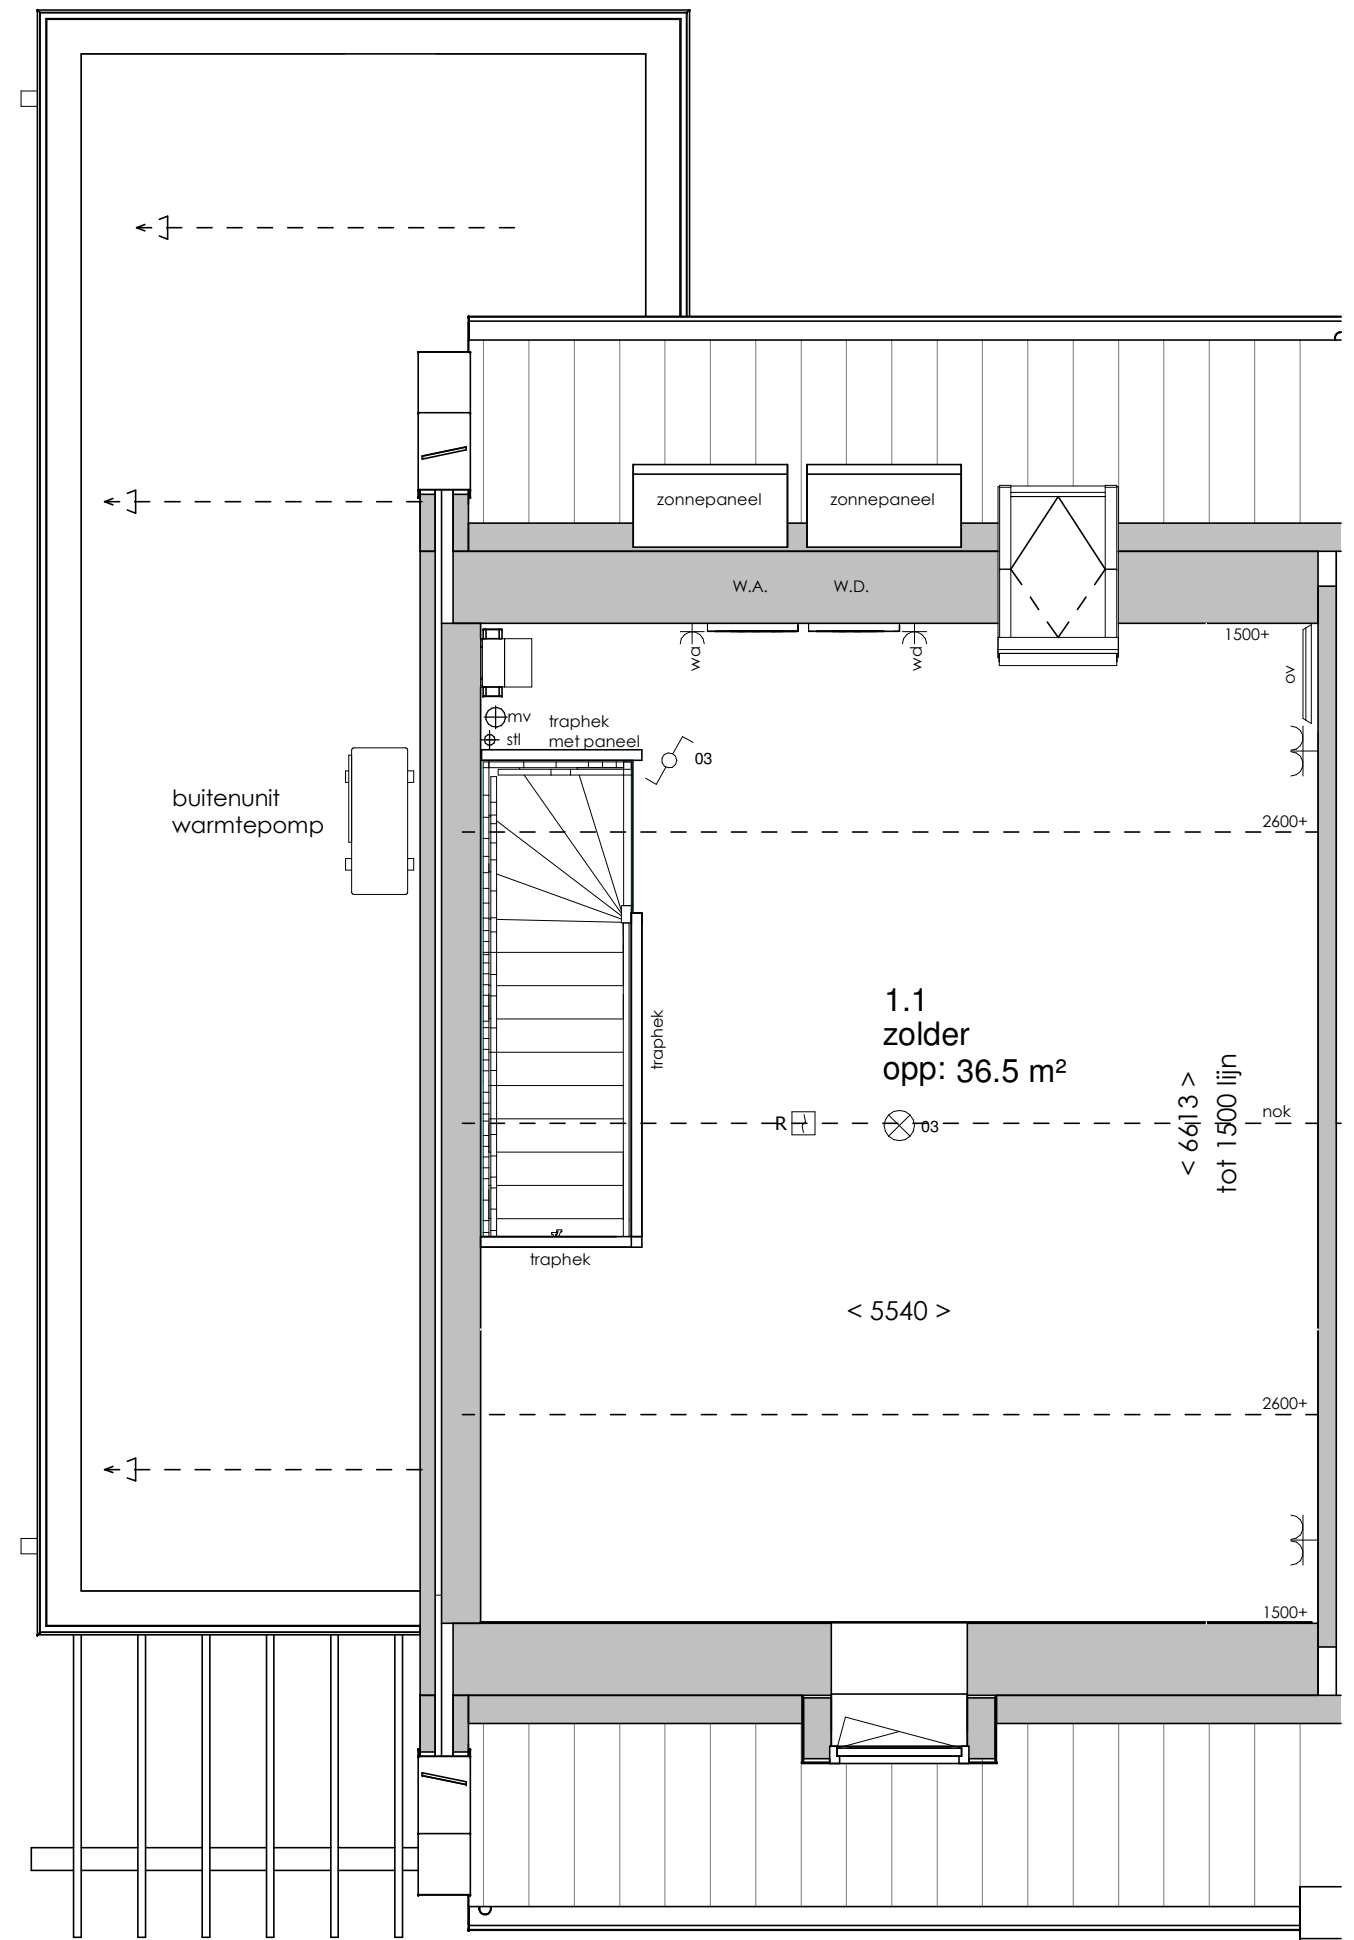 zonnepaneel
zonnepaneel
W.A.
W.D.
wa
wd
1500+
ov
mv
stl
traphek
met paneel
03
buitenunit
warmtepomp
2600+
traphek
1.1
zolder
opp: 36.5 m²
< 6613 >
tot 1500 lijn
nok
R
03
traphek
< 5540 >
2600+
1500+